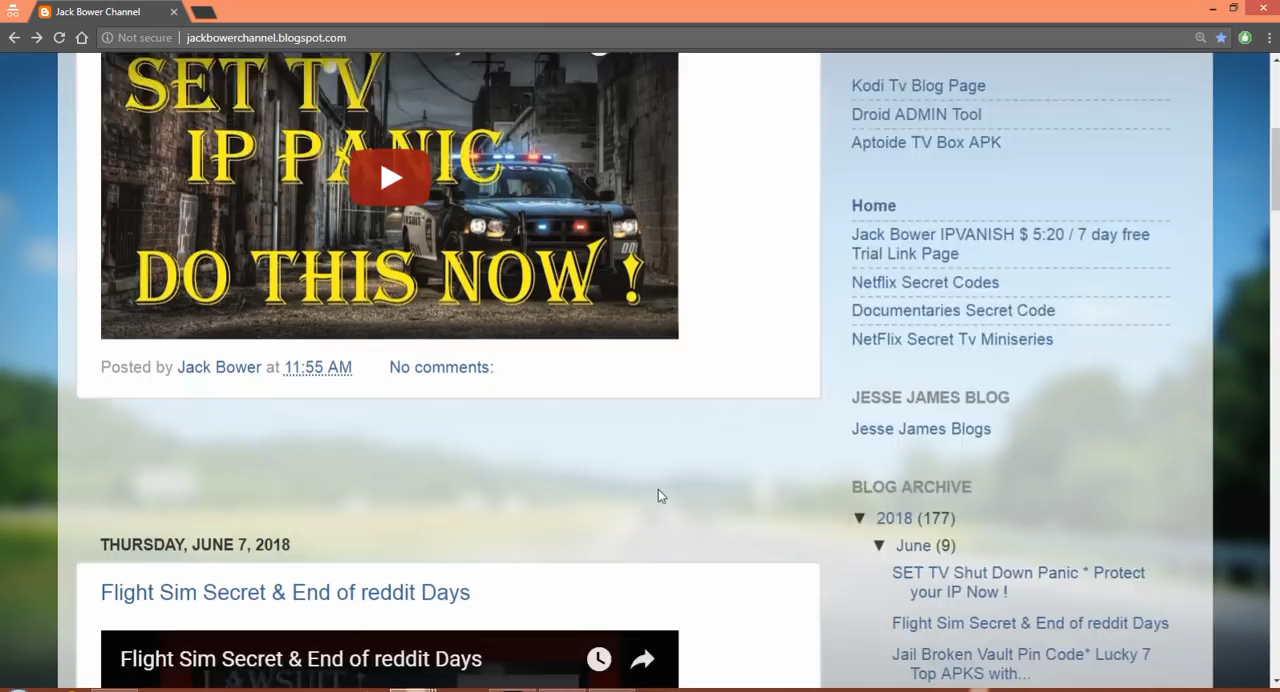 Jack Bower Channel
Not secure
jackbowerchannel.blogspot.com
SET TV
IP PANIC
DO THIS NOW !
Posted by Jack Bower at 11:55 AM
No comments:
THURSDAY, JUNE 7, 2018
Flight Sim Secret & End of reddit Days
Flight Sim Secret & End of reddit Days
LAWSUIT !
Kodi Tv Blog Page
Droid ADMIN Tool
Aptoide TV Box APK
Home
Jack Bower IPVANISH $ 5:20 / 7 day free
Trial Link Page
Netflix Secret Codes
Documentaries Secret Code
NetFlix Secret Tv Miniseries
JESSE JAMES BLOG
Jesse James Blogs
BLOG ARCHIVE
▼ 2018 (177)
▼ June (9)
SET TV Shut Down Panic * Protect
your IP Now !
Flight Sim Secret & End of reddit Days
Jail Broken Vault Pin Code* Lucky 7
Top APKS with...